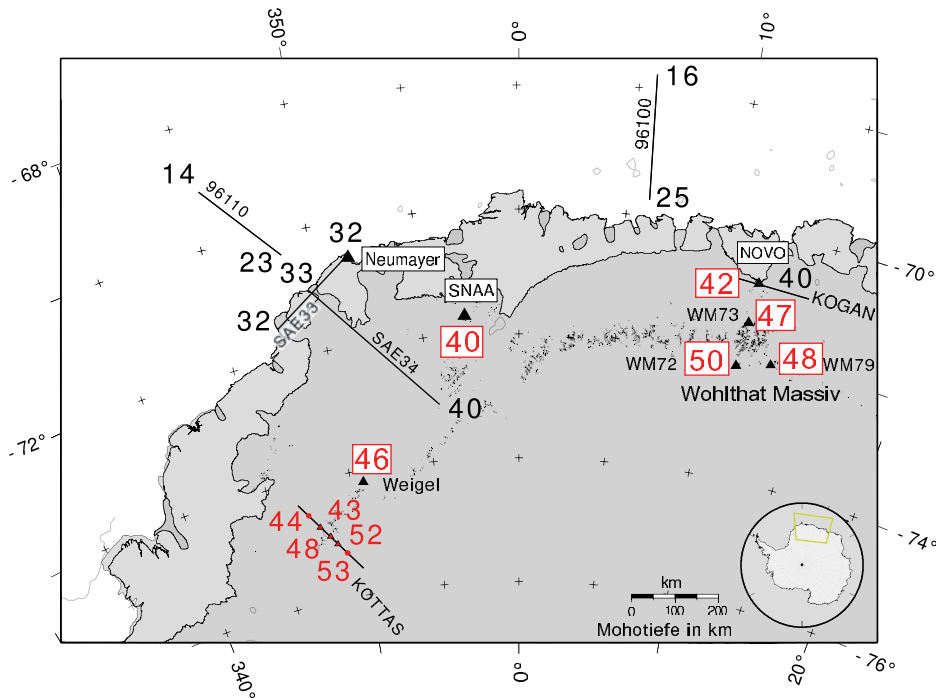 350°
0°
10°
16
96100
- 68°
14
96110
25
32
23
33
Neumayer
NOVO
- 70°
42
40
KOGAN
SNAA
32
SAE33
40
SAE34
WM73
47
WM72
50
48
WM79
Wohlthat Massiv
40
- 72°
46
Weigel
43
44
52
48
53
KØTTAS
- 74°
km
0
100
200
Mohotiefe in km
340°
0°
20°
- 76°